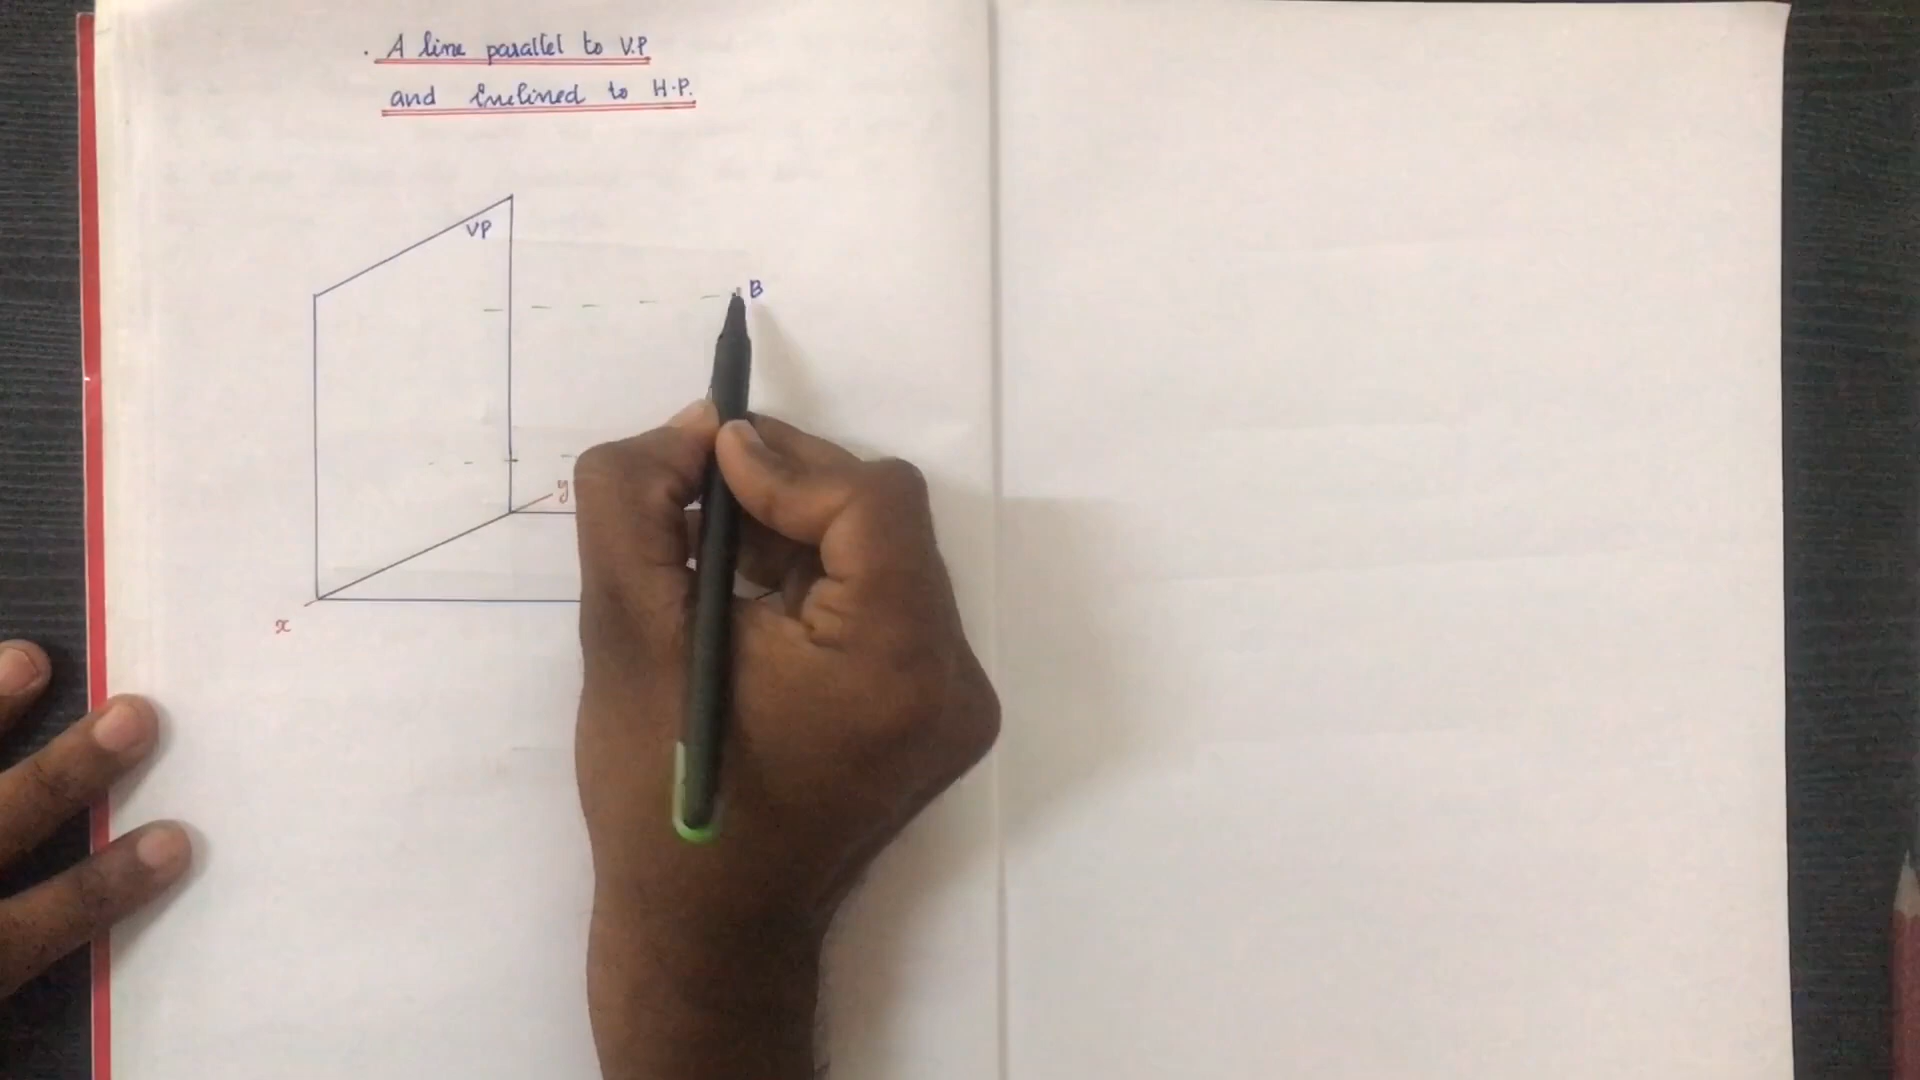 . A line parallel to V.P
and inclined to H.P.
VP
B
y
x